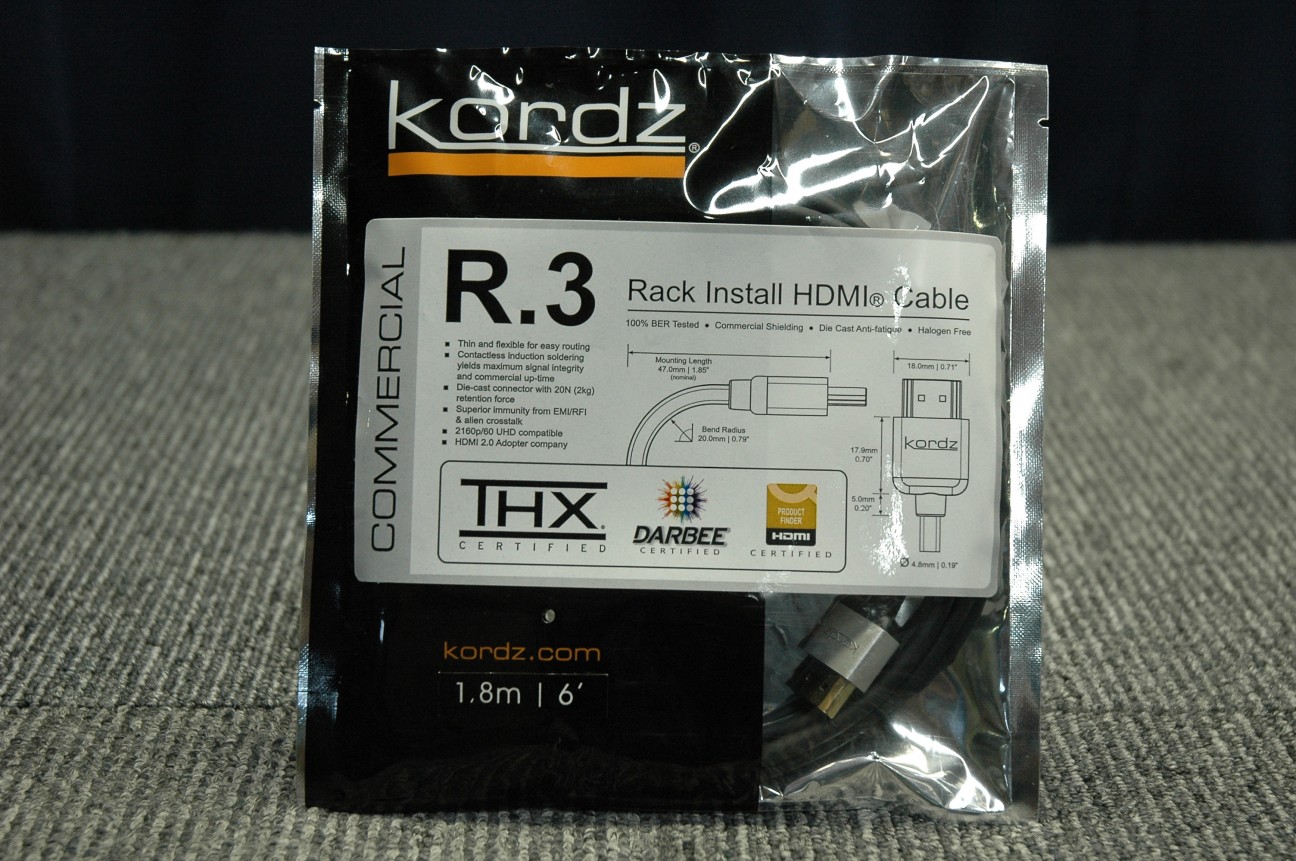 kordz®
COMMERCIAL
R.3
Rack Install HDMI® Cable
100% BER Tested • Commercial Shielding • Die Cast Anti-fatigue • Halogen Free
▪ Thin and flexible for easy routing
▪ Contactless induction soldering
yields maximum signal integrity
and commercial up-time
▪ Die-cast connector with 20N (2kg)
retention force
▪ Superior immunity from EMI/RFI
& alien crosstalk
▪ 2160p/60 UHD compatible
▪ HDMI 2.0 Adopter company
Mounting Length
47.0mm | 1.85"
(nominal)
Bend Radius
20.0mm | 0.79"
18.0mm | 0.71"
kordz
17.9mm
0.70"
5.0mm
0.20"
Ø 4.8mm | 0.19"
THX®
CERTIFIED
DARBEE
CERTIFIED
PRODUCT
FINDER
HDMI
CERTIFIED
kordz.com
1.8m | 6'
kordz